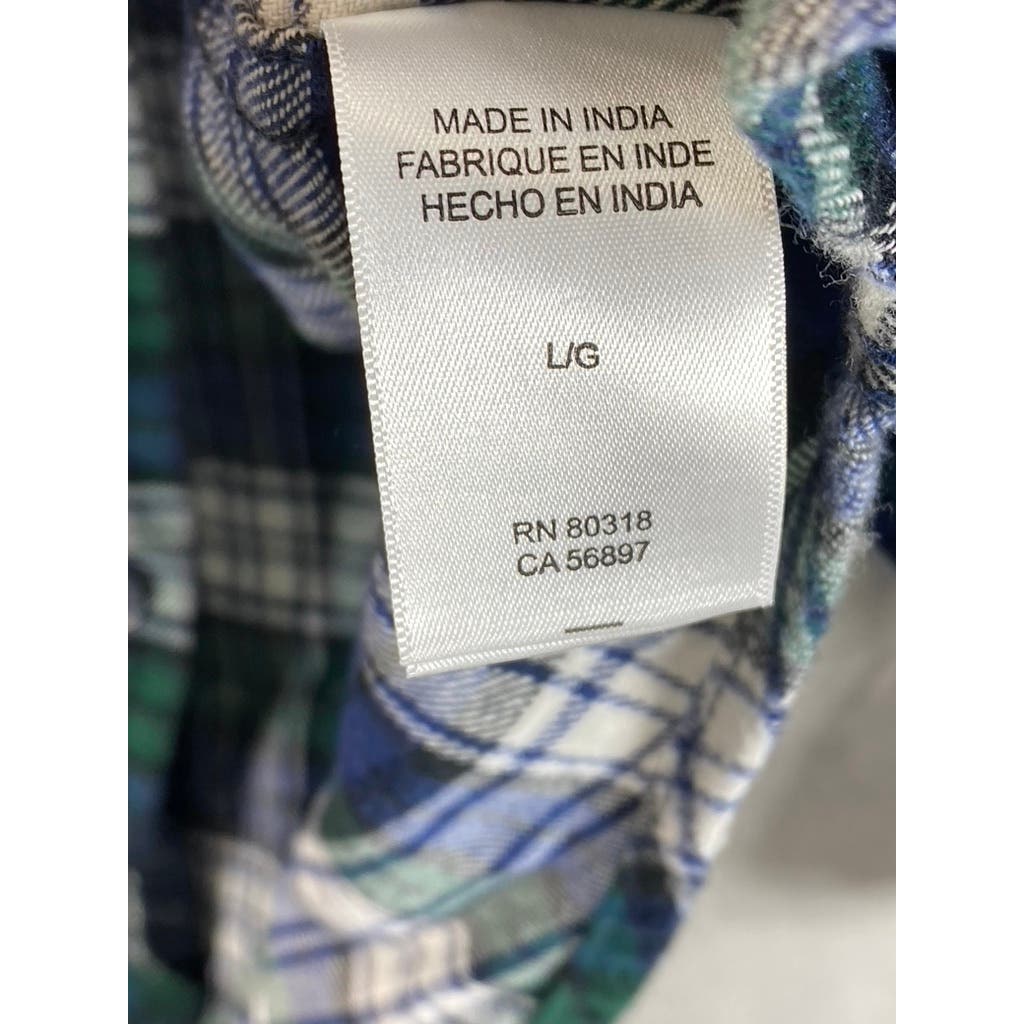 MADE IN INDIA
FABRIQUE EN INDE
HECHO EN INDIA
L/G
RN 80318
CA 56897